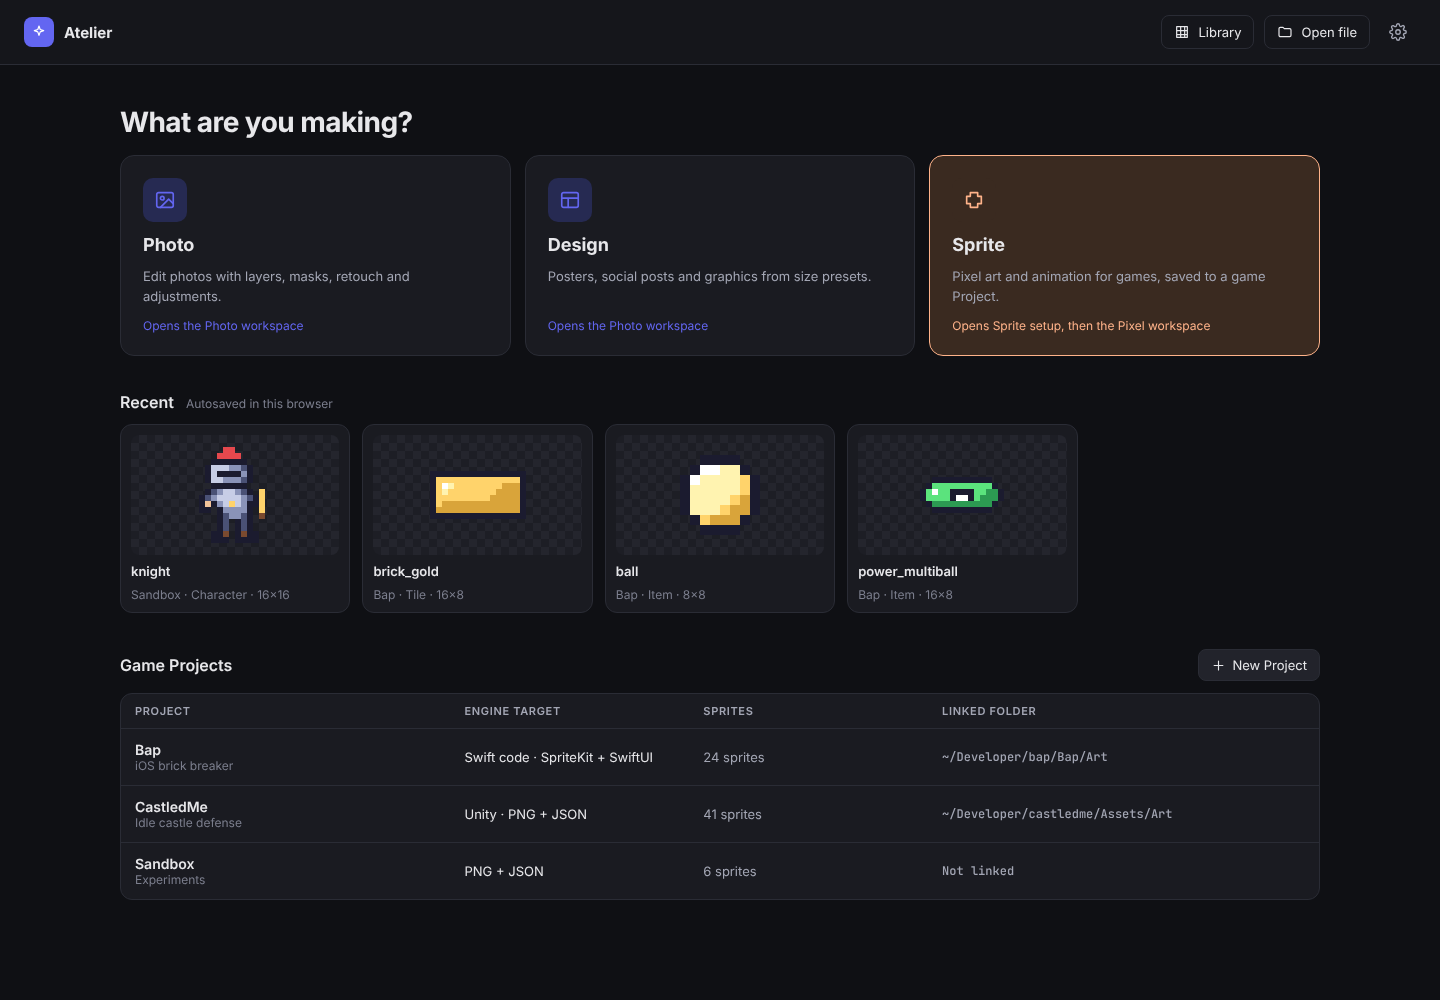 Atelier
Library
Open file
What are you making?
Photo
Edit photos with layers, masks, retouch and
adjustments.
Opens the Photo workspace
Design
Posters, social posts and graphics from size presets.
Opens the Photo workspace
Sprite
Pixel art and animation for games, saved to a game
Project.
Opens Sprite setup, then the Pixel workspace
Recent Autosaved in this browser
knight
Sandbox · Character · 16×16
brick_gold
Bap · Tile · 16×8
ball
Bap · Item · 8×8
power_multiball
Bap · Item · 16×8
Game Projects
New Project
PROJECT ENGINE TARGET SPRITES LINKED FOLDER
Bap
iOS brick breaker
Swift code · SpriteKit + SwiftUI
24 sprites
~/Developer/bap/Bap/Art
CastledMe
Idle castle defense
Unity · PNG + JSON
41 sprites
~/Developer/castledme/Assets/Art
Sandbox
Experiments
PNG + JSON
6 sprites
Not linked